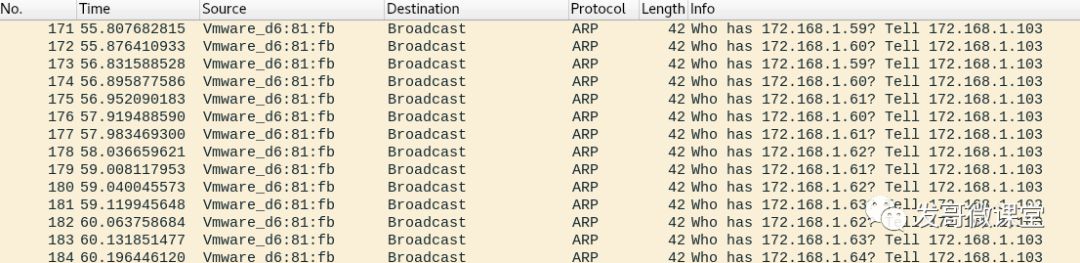 No. Time Source Destination Protocol Length Info
171 55.807682815 Vmware_d6:81:fb Broadcast ARP 42 Who has 172.168.1.59? Tell 172.168.1.103
172 55.876410933 Vmware_d6:81:fb Broadcast ARP 42 Who has 172.168.1.60? Tell 172.168.1.103
173 56.831588528 Vmware_d6:81:fb Broadcast ARP 42 Who has 172.168.1.59? Tell 172.168.1.103
174 56.895877586 Vmware_d6:81:fb Broadcast ARP 42 Who has 172.168.1.60? Tell 172.168.1.103
175 56.952090183 Vmware_d6:81:fb Broadcast ARP 42 Who has 172.168.1.61? Tell 172.168.1.103
176 57.919488590 Vmware_d6:81:fb Broadcast ARP 42 Who has 172.168.1.60? Tell 172.168.1.103
177 57.983469300 Vmware_d6:81:fb Broadcast ARP 42 Who has 172.168.1.61? Tell 172.168.1.103
178 58.036659621 Vmware_d6:81:fb Broadcast ARP 42 Who has 172.168.1.62? Tell 172.168.1.103
179 59.008117953 Vmware_d6:81:fb Broadcast ARP 42 Who has 172.168.1.61? Tell 172.168.1.103
180 59.040045573 Vmware_d6:81:fb Broadcast ARP 42 Who has 172.168.1.62? Tell 172.168.1.103
181 59.119945648 Vmware_d6:81:fb Broadcast ARP 42 Who has 172.168.1.63? Tell 172.168.1.103
182 60.063758684 Vmware_d6:81:fb Broadcast ARP 42 Who has 172.168.1.62? Tell 172.168.1.103
183 60.131851477 Vmware_d6:81:fb Broadcast ARP 42 Who has 172.168.1.63? Tell 172.168.1.103
184 60.196446120 Vmware_d6:81:fb Broadcast ARP 42 Who has 172.168.1.64? Tell 172.168.1.103
发哥微课堂